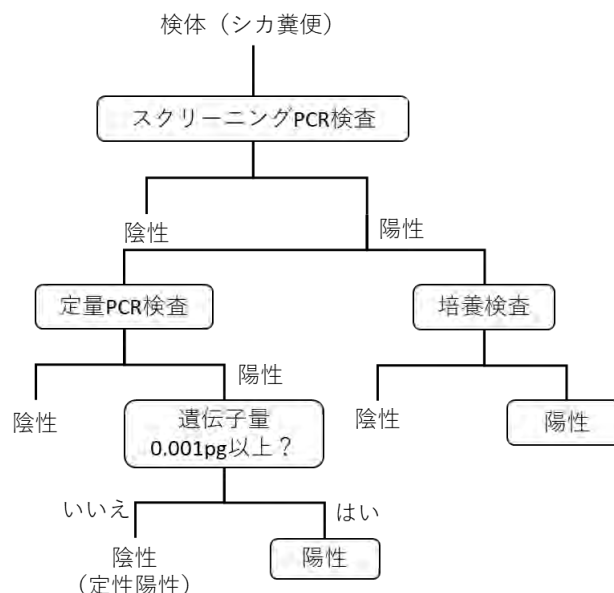 検体（シカ糞便）
スクリーニングPCR検査
陰性
陽性
定量PCR検査
培養検査
陰性
陽性
遺伝子量
0.001pg以上？
陰性
陽性
いいえ
はい
陰性
（定性陽性）
陽性